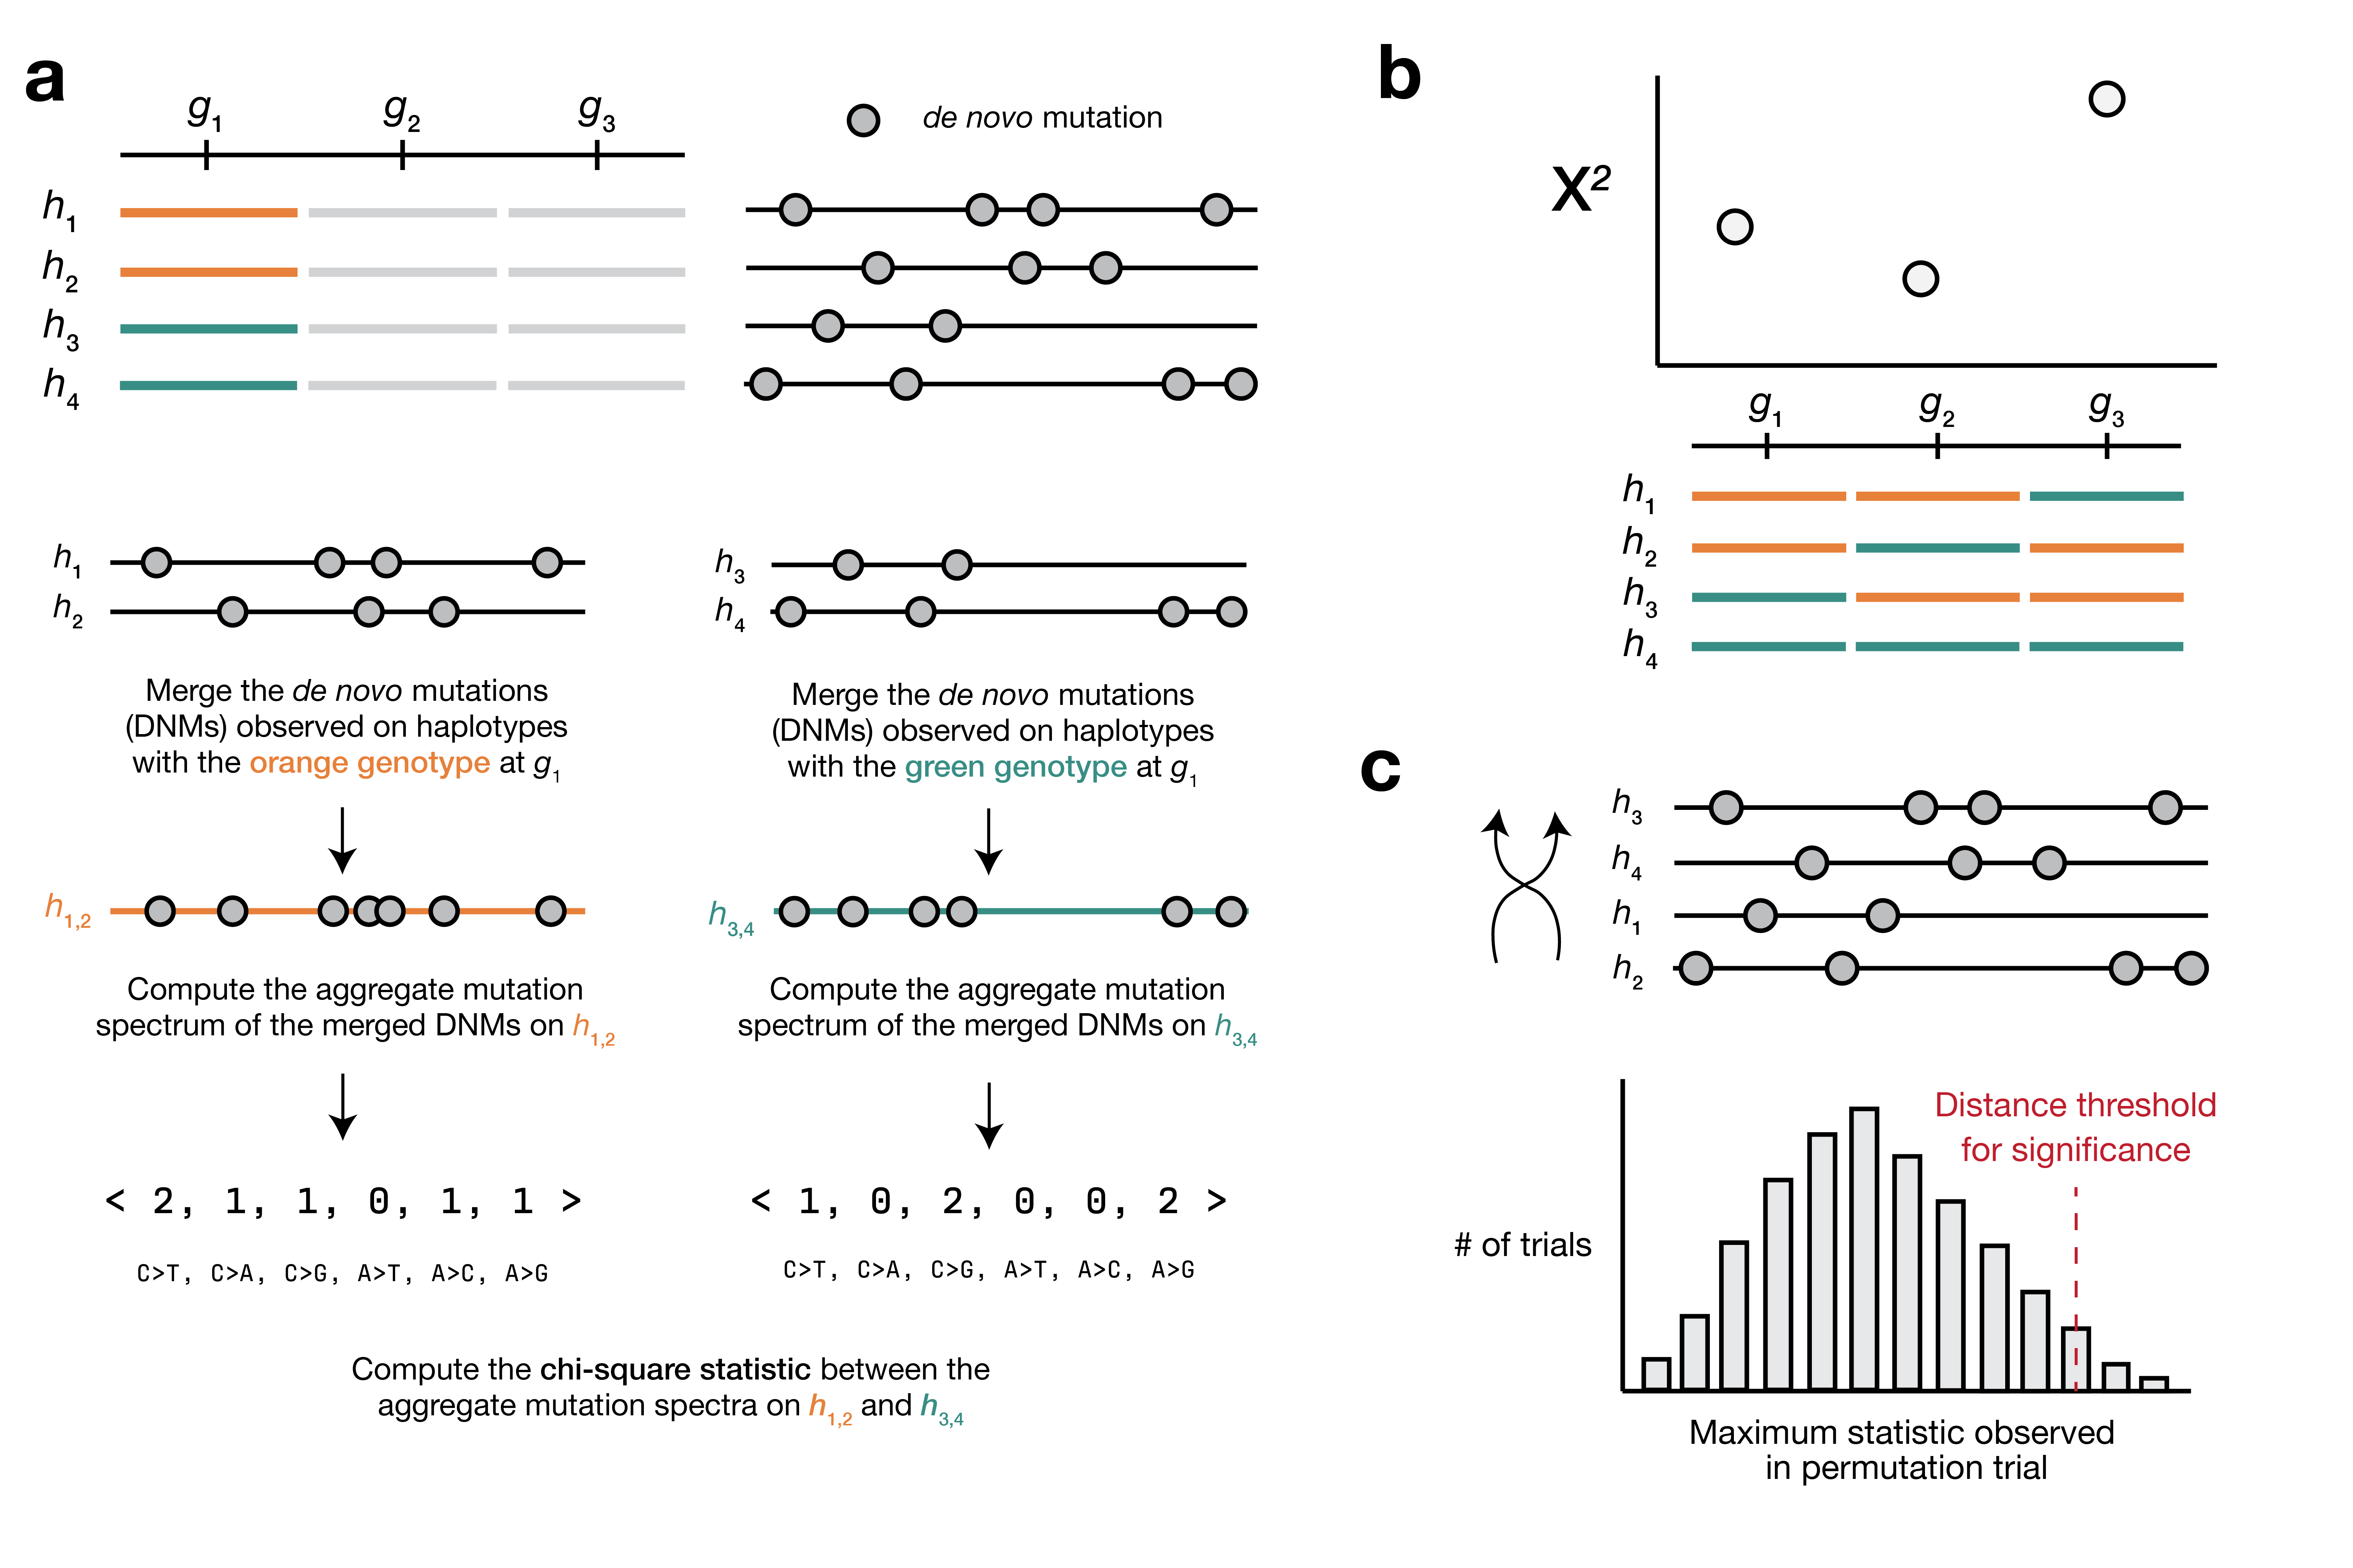 a
g1 g2 g3
de novo mutation
h1
h2
h3
h4
h1
h2
Merge the de novo mutations
(DNMs) observed on haplotypes
with the orange genotype at g1
h1,2
Compute the aggregate mutation
spectrum of the merged DNMs on h1,2
< 2, 1, 1, 0, 1, 1 >
C>T, C>A, C>G, A>T, A>C, A>G
h3
h4
Merge the de novo mutations
(DNMs) observed on haplotypes
with the green genotype at g1
h3,4
Compute the aggregate mutation
spectrum of the merged DNMs on h3,4
< 1, 0, 2, 0, 0, 2 >
C>T, C>A, C>G, A>T, A>C, A>G
Compute the chi-square statistic between the
aggregate mutation spectra on h1,2 and h3,4
b
X2
g1 g2 g3
h1
h2
h3
h4
c
h3
h4
h1
h2
Distance threshold
for significance
# of trials
Maximum statistic observed
in permutation trial